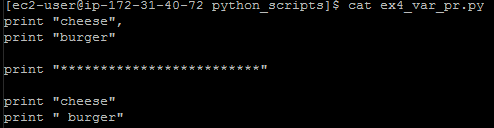 [ec2-user@ip-172-31-40-72 python_scripts]$ cat ex4_var_pr.py
print "cheese",
print "burger"
print "*************************"
print "cheese"
print " burger"